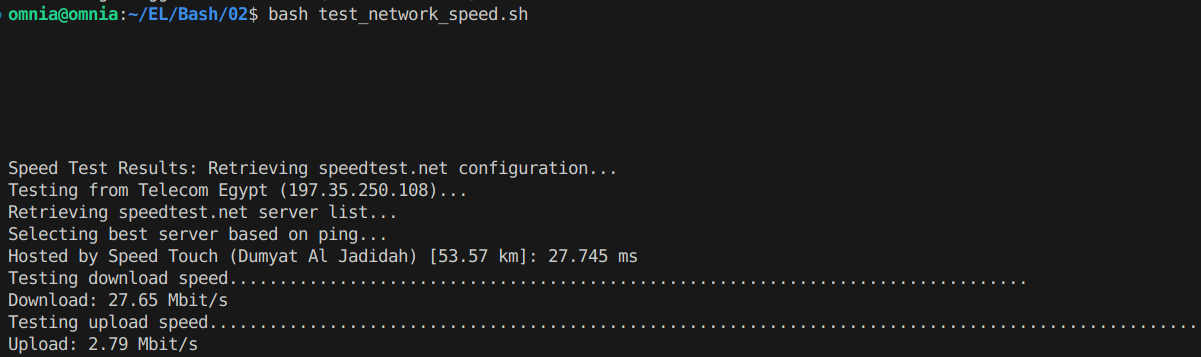 omnia@omnia:~/EL/Bash/02$ bash test_network_speed.sh
Speed Test Results: Retrieving speedtest.net configuration...
Testing from Telecom Egypt (197.35.250.108)...
Retrieving speedtest.net server list...
Selecting best server based on ping...
Hosted by Speed Touch (Dumyat Al Jadidah) [53.57 km]: 27.745 ms
Testing download speed................................................................................
Download: 27.65 Mbit/s
Testing upload speed...................................................................................................
Upload: 2.79 Mbit/s